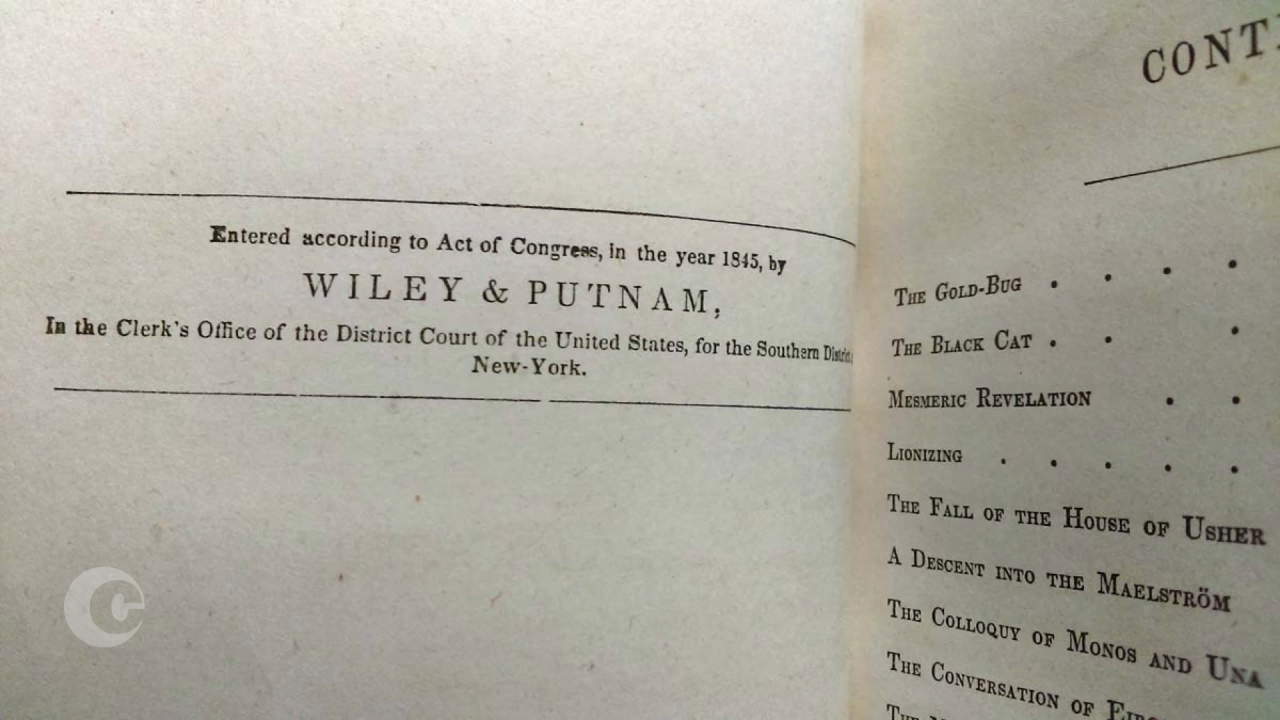 Entered according to Act of Congress, in the year 1845, by
WILEY & PUTNAM,
In the Clerk's Office of the District Court of the United States, for the Southern
New-York.
THE GOLD-BUG . . . .
THE BLACK CAT . . .
MESMERIC REVELATION . .
LIONIZING . . . . .
THE FALL OF THE HOUSE OF USHER
A DESCENT INTO THE MAELSTRÖM
THE COLLOQUY OF MONOS AND UNA
THE CONVERSATION OF